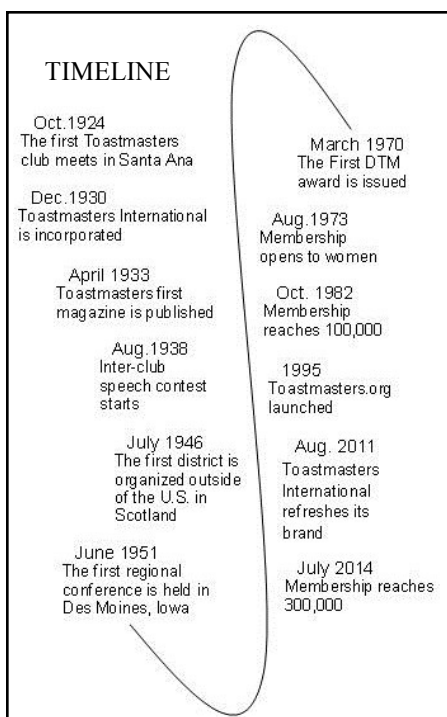 TIMELINE
Oct.1924
The first Toastmasters
club meets in Santa Ana
Dec.1930
Toastmasters International
is incorporated
April 1933
Toastmasters first
magazine is published
Aug.1938
Inter-club
speech contest
starts
July 1946
The first district is
organized outside
of the U.S. in
Scotland
June 1951
The first regional
conference is held in
Des Moines, Iowa
March 1970
The First DTM
award is issued
Aug.1973
Membership
opens to women
Oct. 1982
Membership
reaches 100,000
1995
Toastmasters.org
launched
Aug. 2011
Toastmasters
International
refreshes its
brand
July 2014
Membership reaches
300,000